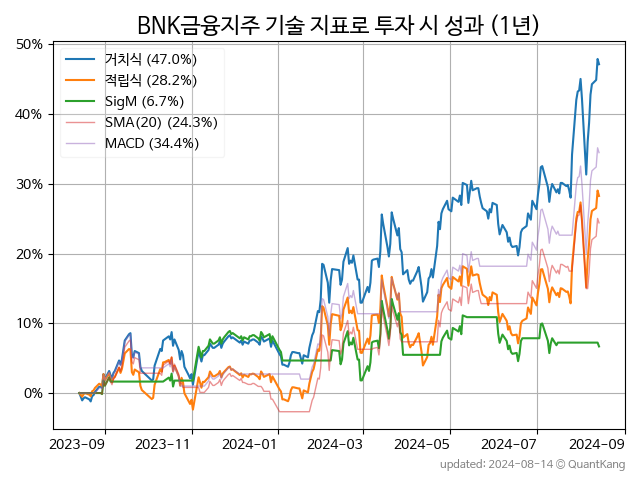 BNK금융지주 기술 지표로 투자 시 성과 (1년)
거치식 (47.0%)
적립식 (28.2%)
SigM (6.7%)
SMA(20) (24.3%)
MACD (34.4%)
50%
40%
30%
20%
10%
0%
2023-09 2023-11 2024-01 2024-03 2024-05 2024-07 2024-09
updated: 2024-08-14 © QuantKang